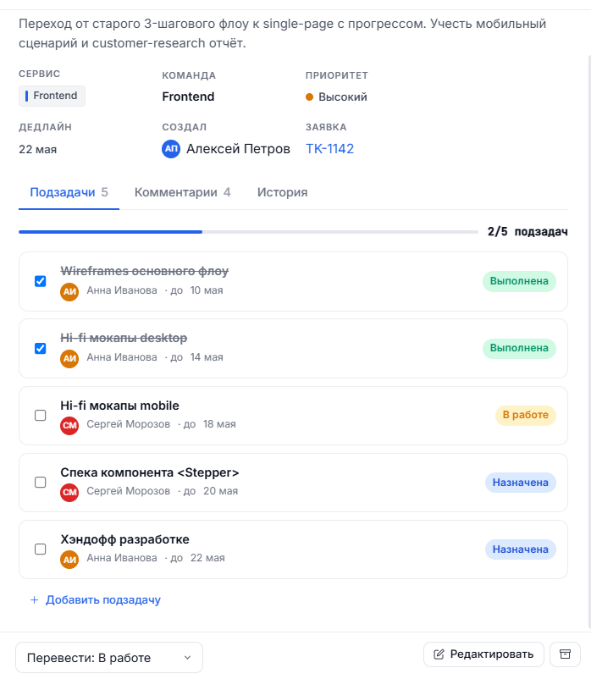 Переход от старого 3-шагового флоу к single-page с прогрессом. Учесть мобильный
сценарий и customer-research отчёт.
СЕРВИС КОМАНДА ПРИОРИТЕТ
Frontend Frontend Высокий
ДЕДЛАЙН СОЗДАЛ ЗАЯВКА
22 мая АП Алексей Петров TK-1142
Подзадачи 5 Комментарии 4 История
2/5 подзадач
Wireframes основного флоу
АИ Анна Иванова · до 10 мая
Выполнена
Hi-fi мокапы desktop
АИ Анна Иванова · до 14 мая
Выполнена
Hi-fi мокапы mobile
СМ Сергей Морозов · до 18 мая
В работе
Спека компонента <Stepper>
СМ Сергей Морозов · до 20 мая
Назначена
Хэндофф разработке
АИ Анна Иванова · до 22 мая
Назначена
+ Добавить подзадачу
Перевести: В работе Редактировать